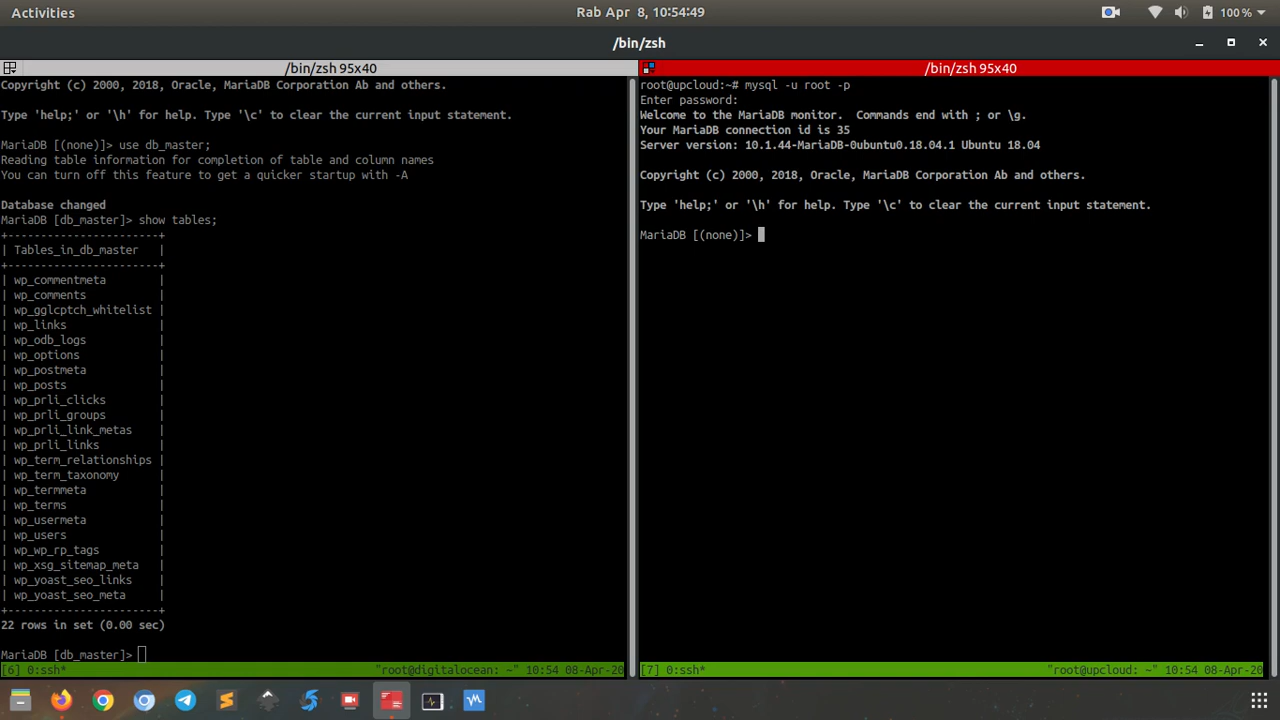 Activities
Rab Apr 8, 10:54:49
100 %
/bin/zsh
/bin/zsh 95x40
Copyright (c) 2000, 2018, Oracle, MariaDB Corporation Ab and others.
Type 'help;' or '\h' for help. Type '\c' to clear the current input statement.
MariaDB [(none)]> use db_master;
Reading table information for completion of table and column names
You can turn off this feature to get a quicker startup with -A
Database changed
MariaDB [db_master]> show tables;
+-----------------------+
| Tables_in_db_master   |
+-----------------------+
| wp_commentmeta        |
| wp_comments           |
| wp_gglcptch_whitelist |
| wp_links              |
| wp_odb_logs           |
| wp_options            |
| wp_postmeta           |
| wp_posts              |
| wp_prli_clicks        |
| wp_prli_groups        |
| wp_prli_link_metas    |
| wp_prli_links         |
| wp_term_relationships |
| wp_term_taxonomy      |
| wp_termmeta           |
| wp_terms              |
| wp_usermeta           |
| wp_users              |
| wp_wp_rp_tags         |
| wp_xsg_sitemap_meta   |
| wp_yoast_seo_links    |
| wp_yoast_seo_meta     |
+-----------------------+
22 rows in set (0.00 sec)
MariaDB [db_master]>
[6] 0:ssh* "root@digitalocean: ~" 10:54 08-Apr-20
/bin/zsh 95x40
root@upcloud:~# mysql -u root -p
Enter password:
Welcome to the MariaDB monitor.  Commands end with ; or \g.
Your MariaDB connection id is 35
Server version: 10.1.44-MariaDB-0ubuntu0.18.04.1 Ubuntu 18.04
Copyright (c) 2000, 2018, Oracle, MariaDB Corporation Ab and others.
Type 'help;' or '\h' for help. Type '\c' to clear the current input statement.
MariaDB [(none)]>
[7] 0:ssh* "root@upcloud: ~" 10:54 08-Apr-20